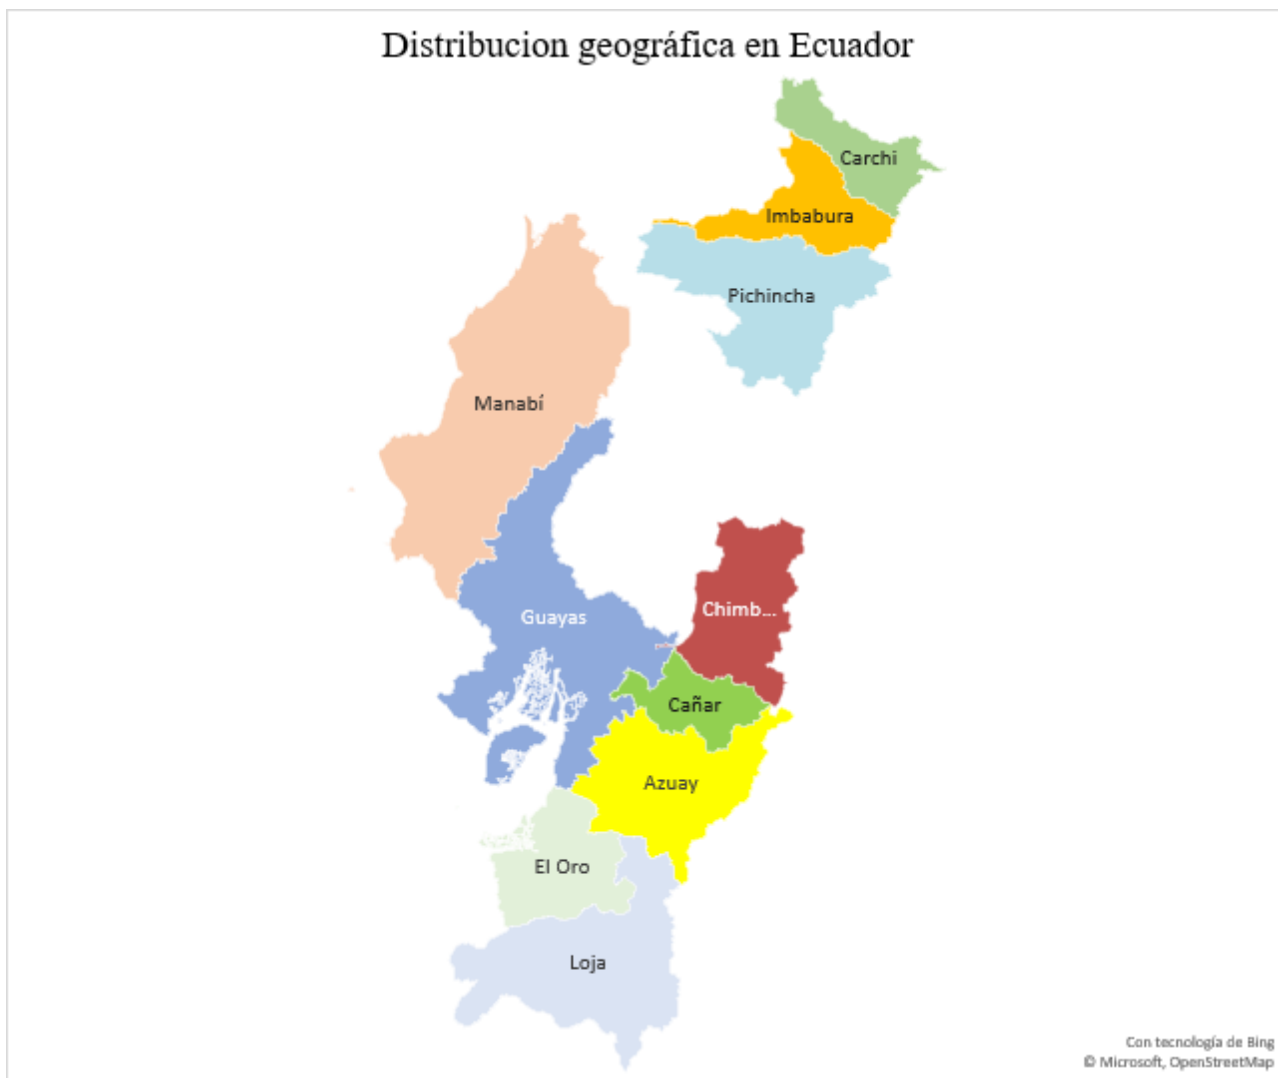 Distribucion geográfica en Ecuador
Carchi
Imbabura
Pichincha
Manabí
Chimb...
Guayas
Cañar
Azuay
El Oro
Loja
Con tecnología de Bing
© Microsoft, OpenStreetMap